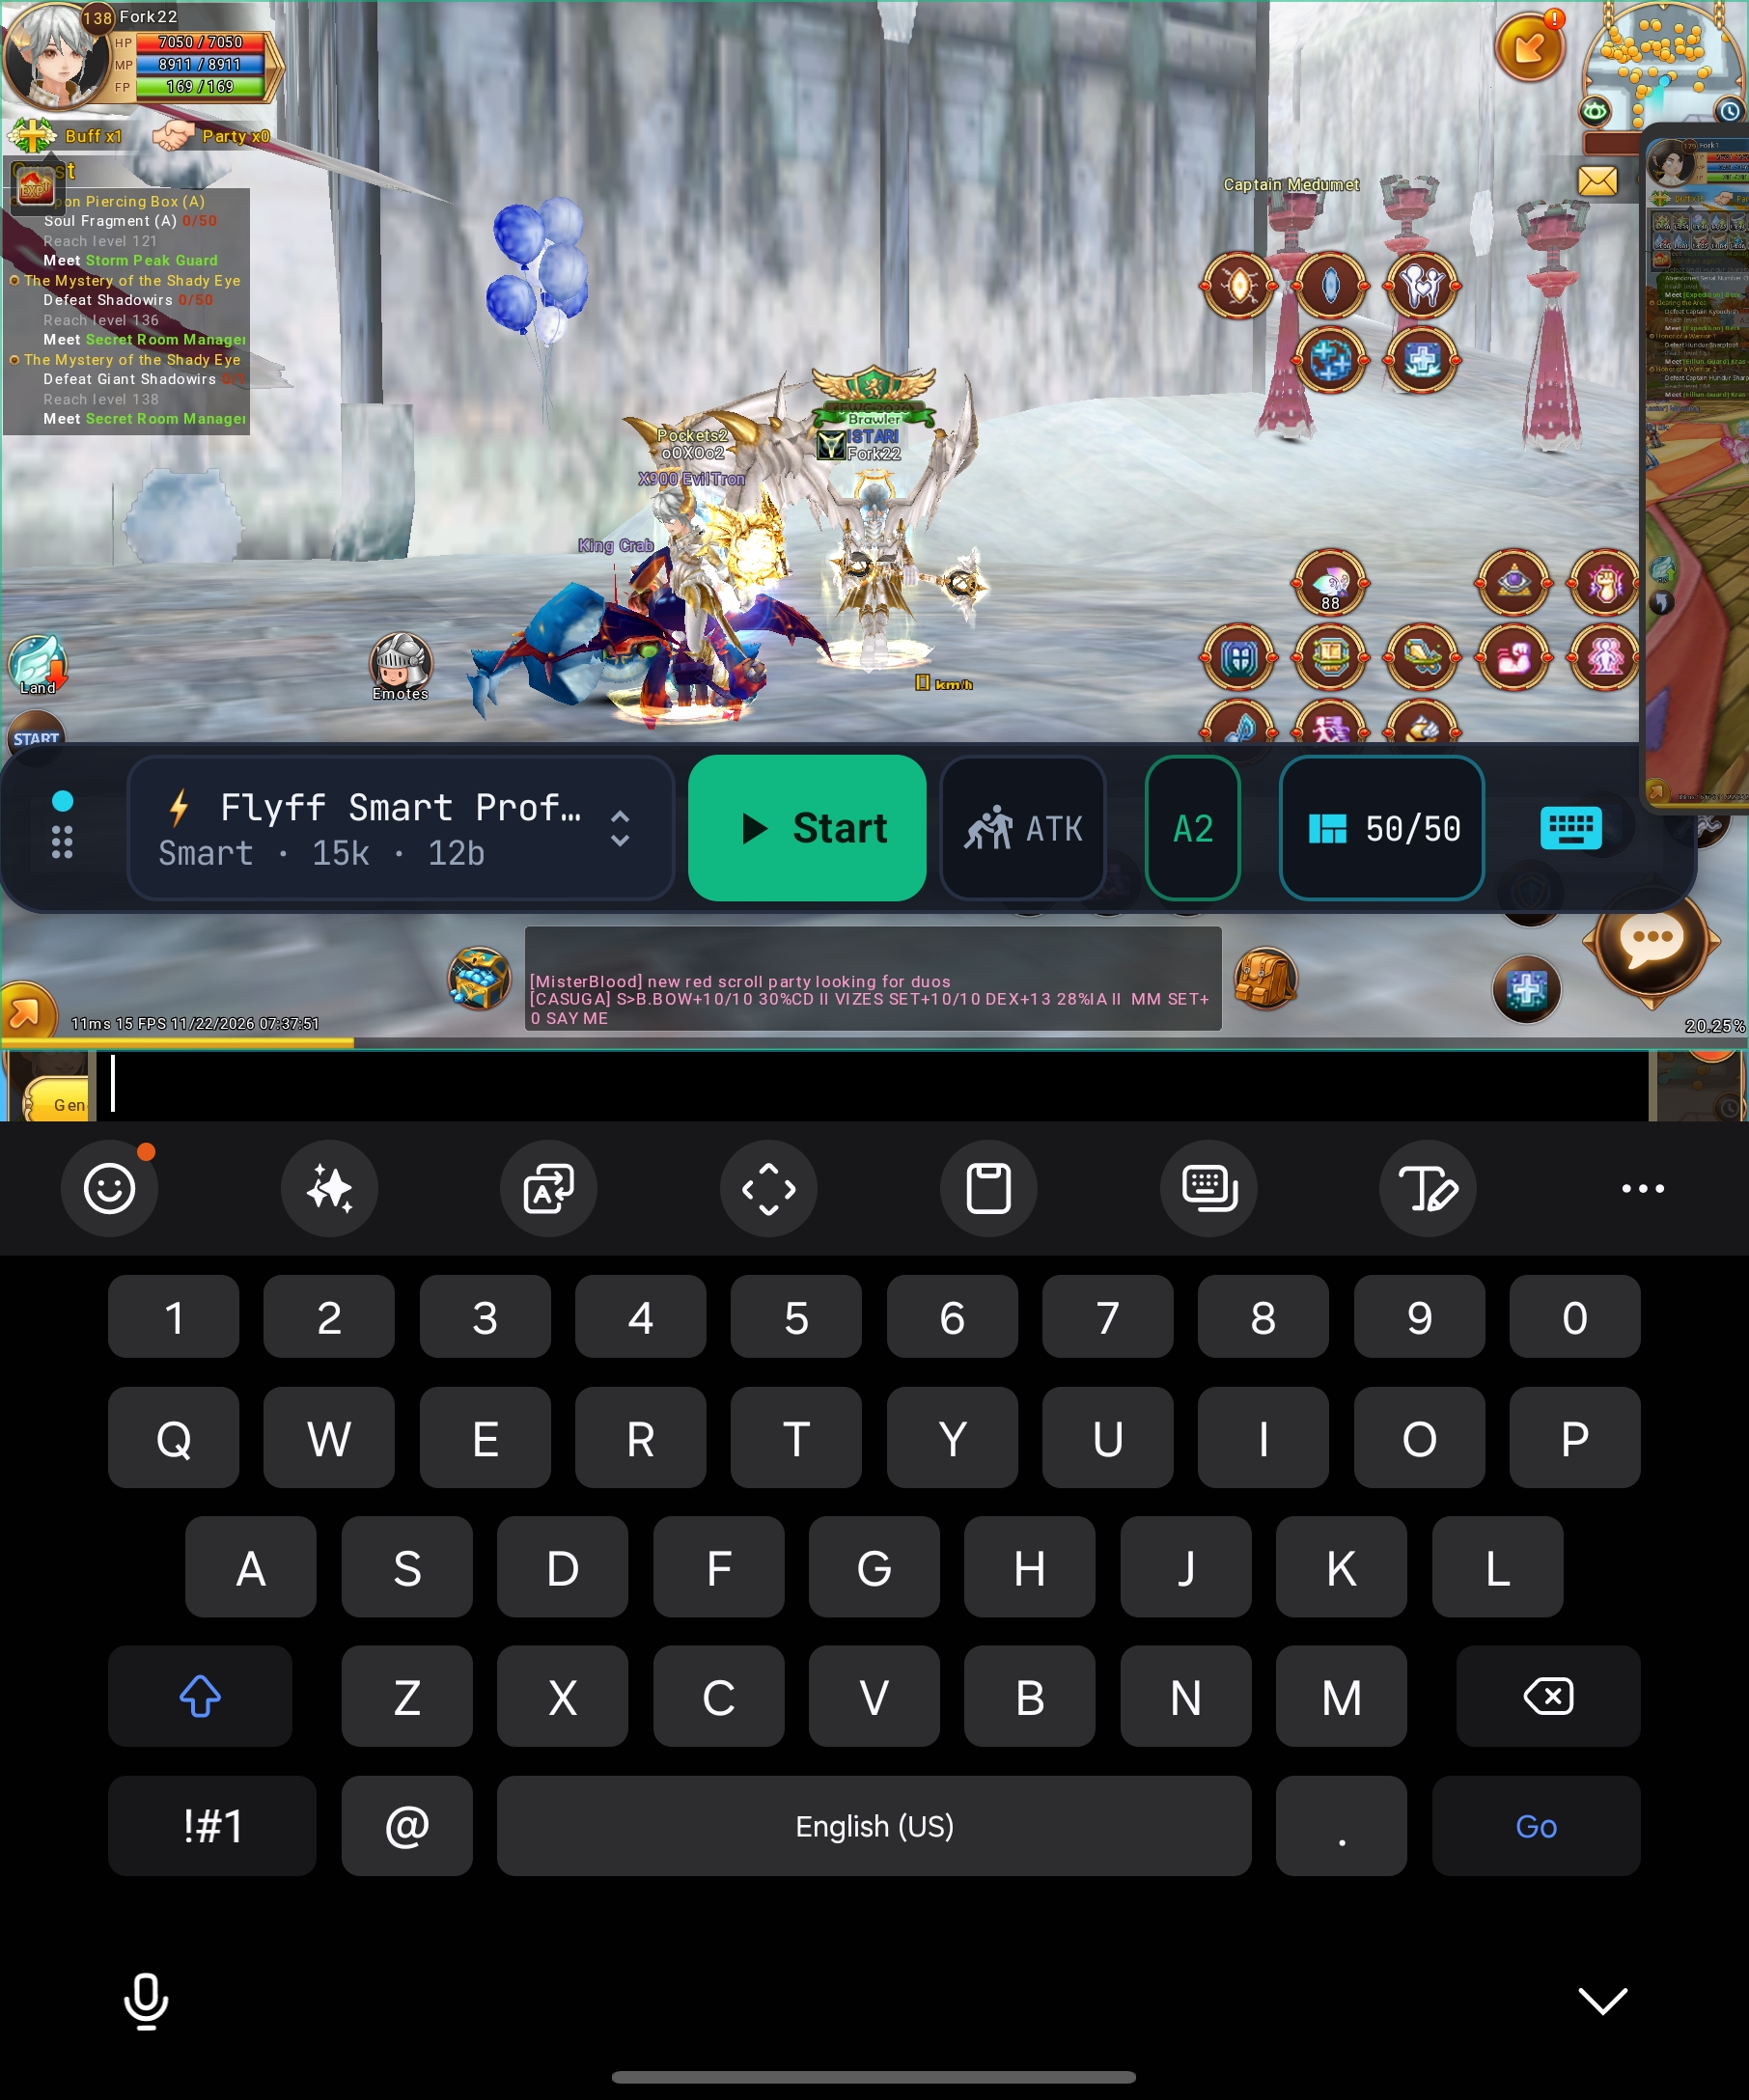 138 Fork22
HP 7050 / 7050
MP 8911 / 8911
FP 169 / 169
Buff x1 Party x0
EXP
pon Piercing Box (A)
Soul Fragment (A) 0/50
Reach level 121
Meet Storm Peak Guard
The Mystery of the Shady Eye
Defeat Shadowirs 0/50
Reach level 136
Meet Secret Room Manager
The Mystery of the Shady Eye
Defeat Giant Shadowirs
Reach level 138
Meet Secret Room Manager
Captain Medumet
Brawler
ISTARI
Fork22
Pockets2
oOXOo2
X900 EvilTron
King Crab
88
Land
Emotes
km/h
START
Flyff Smart Prof…
Smart · 15k · 12b
Start
ATK
A2
50/50
[MisterBlood] new red scroll party looking for duos
[CASUGA] S>B.BOW+10/10 30%CD II VIZES SET+10/10 DEX+13 28%IA II MM SET+
0 SAY ME
11ms 15 FPS 11/22/2026 07:37:51
20.25%
Gen
1 2 3 4 5 6 7 8 9 0
Q W E R T Y U I O P
A S D F G H J K L
Z X C V B N M
!#1 @ English (US) . Go